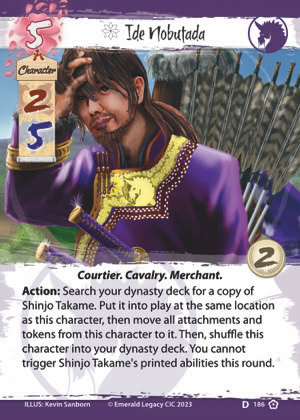 5
Ide Nobutada
Character
2
5
2
Courtier. Cavalry. Merchant.
Action: Search your dynasty deck for a copy of
Shinjo Takame. Put it into play at the same location
as this character, then move all attachments and
tokens from this character to it. Then, shuffle this
character into your dynasty deck. You cannot
trigger Shinjo Takame's printed abilities this round.
ILLUS: Kevin Sanborn © Emerald Legacy CIC 2023 D 186